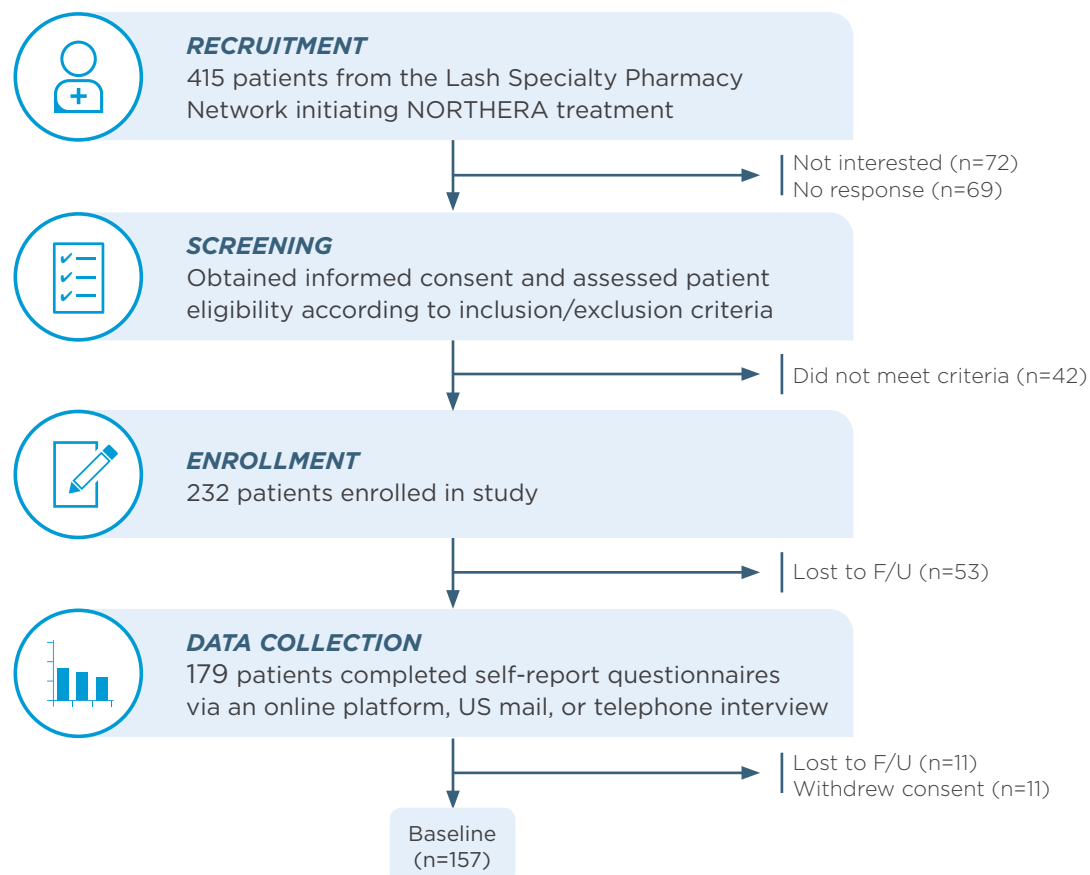 RECRUITMENT
415 patients from the Lash Specialty Pharmacy
Network initiating NORTHERA treatment
Not interested (n=72)
No response (n=69)
SCREENING
Obtained informed consent and assessed patient
eligibility according to inclusion/exclusion criteria
Did not meet criteria (n=42)
ENROLLMENT
232 patients enrolled in study
Lost to F/U (n=53)
DATA COLLECTION
179 patients completed self-report questionnaires
via an online platform, US mail, or telephone interview
Lost to F/U (n=11)
Withdrew consent (n=11)
Baseline
(n=157)